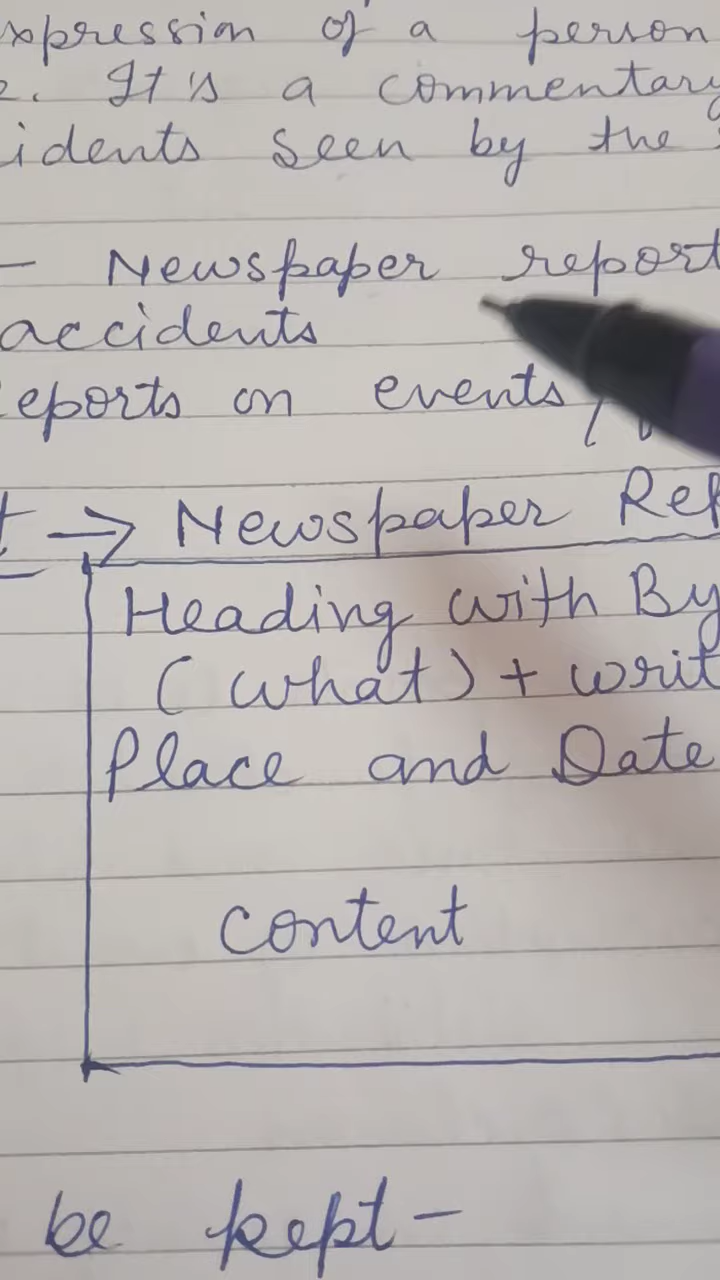 xpression of a person
e. It's a commentary
idents seen by the
- Newspaper report
accidents
eports on events/
t → Newspaper Rep
Heading with By
(what) + writ
Place and Date
Content
be kept -